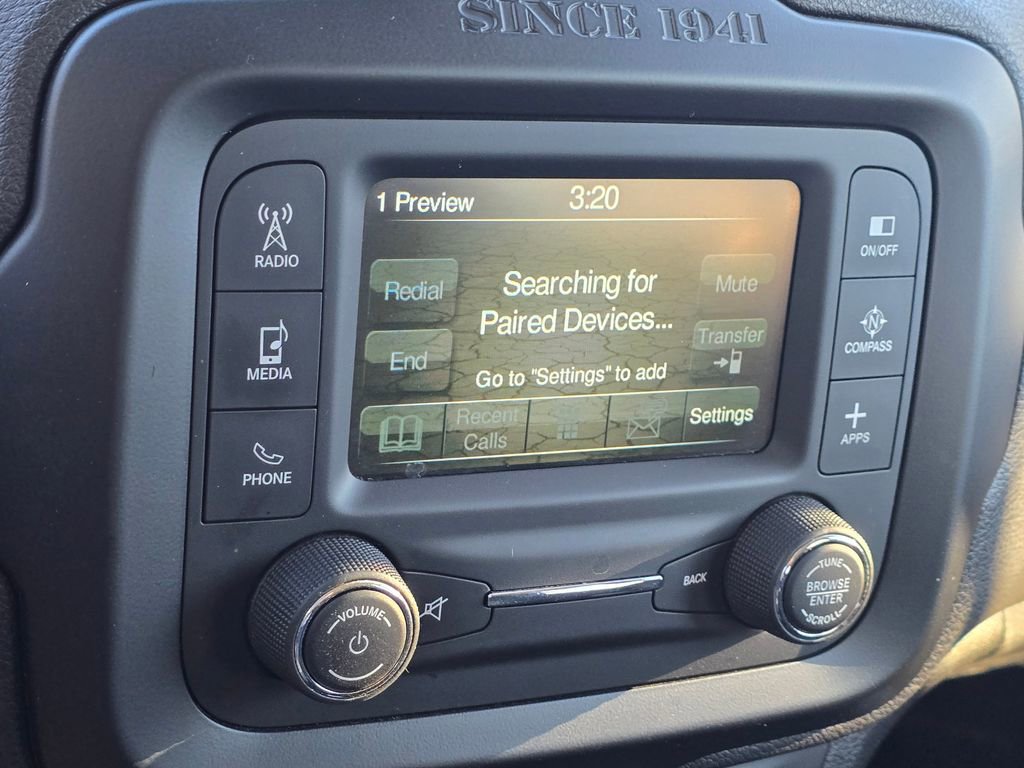 SINCE 1941
1 Preview 3:20
RADIO
MEDIA
PHONE
Redial
End
Searching for
Paired Devices...
Go to "Settings" to add
Mute
Transfer
Recent
Calls
Settings
ON/OFF
N
COMPASS
APPS
VOLUME
BACK
TUNE
BROWSE
ENTER
SCROLL